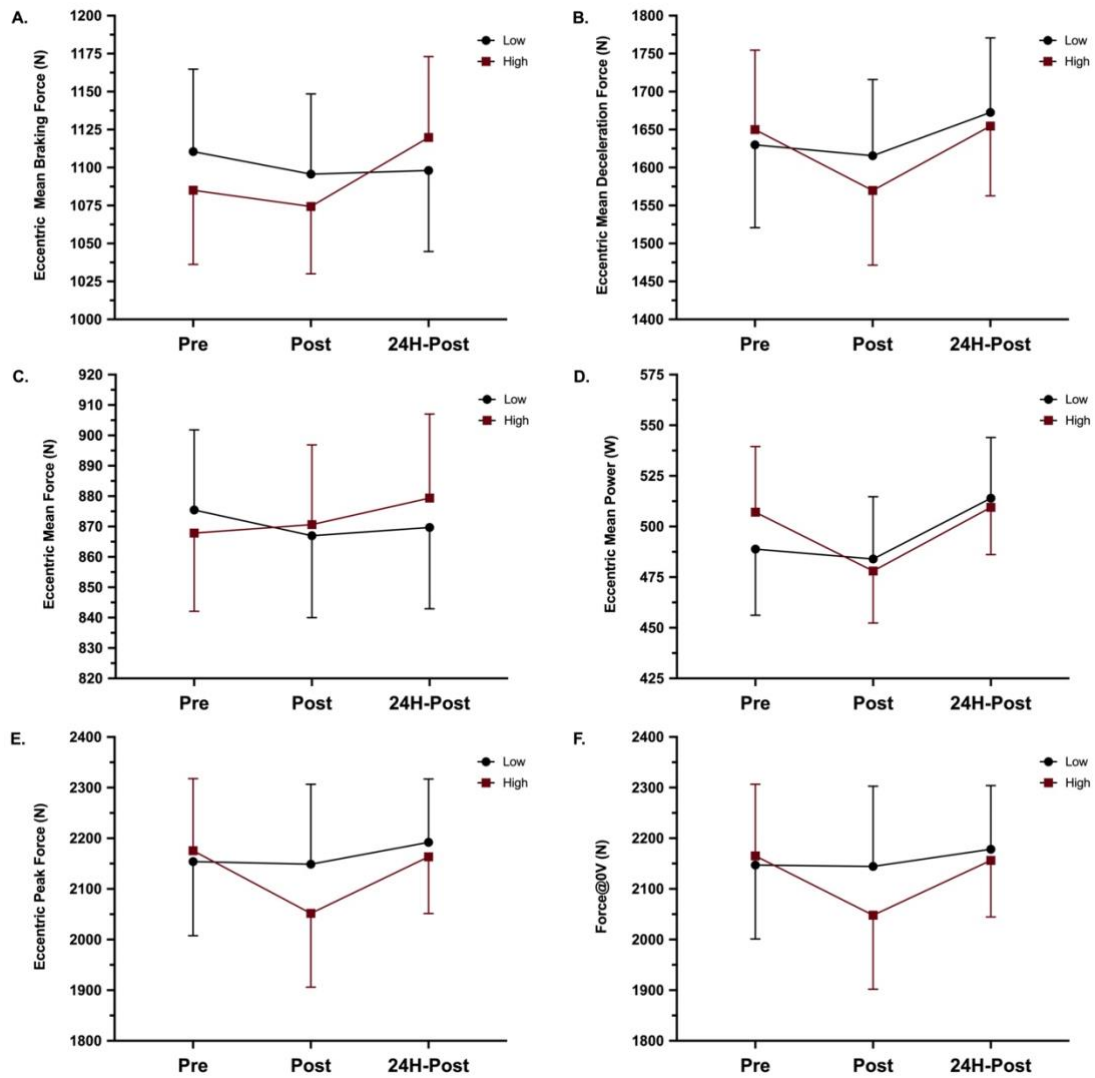 A.
Eccentric Mean Braking Force (N)
1200
1175
1150
1125
1100
1075
1050
1025
1000
Pre Post 24H-Post
Low
High
B.
Eccentric Mean Deceleration Force (N)
1800
1750
1700
1650
1600
1550
1500
1450
1400
Pre Post 24H-Post
Low
High
C.
Eccentric Mean Force (N)
920
910
900
890
880
870
860
850
840
830
820
Pre Post 24H-Post
Low
High
D.
Eccentric Mean Power (W)
575
550
525
500
475
450
425
Pre Post 24H-Post
Low
High
E.
Eccentric Peak Force (N)
2400
2300
2200
2100
2000
1900
1800
Pre Post 24H-Post
Low
High
F.
Force@0V (N)
2400
2300
2200
2100
2000
1900
1800
Pre Post 24H-Post
Low
High